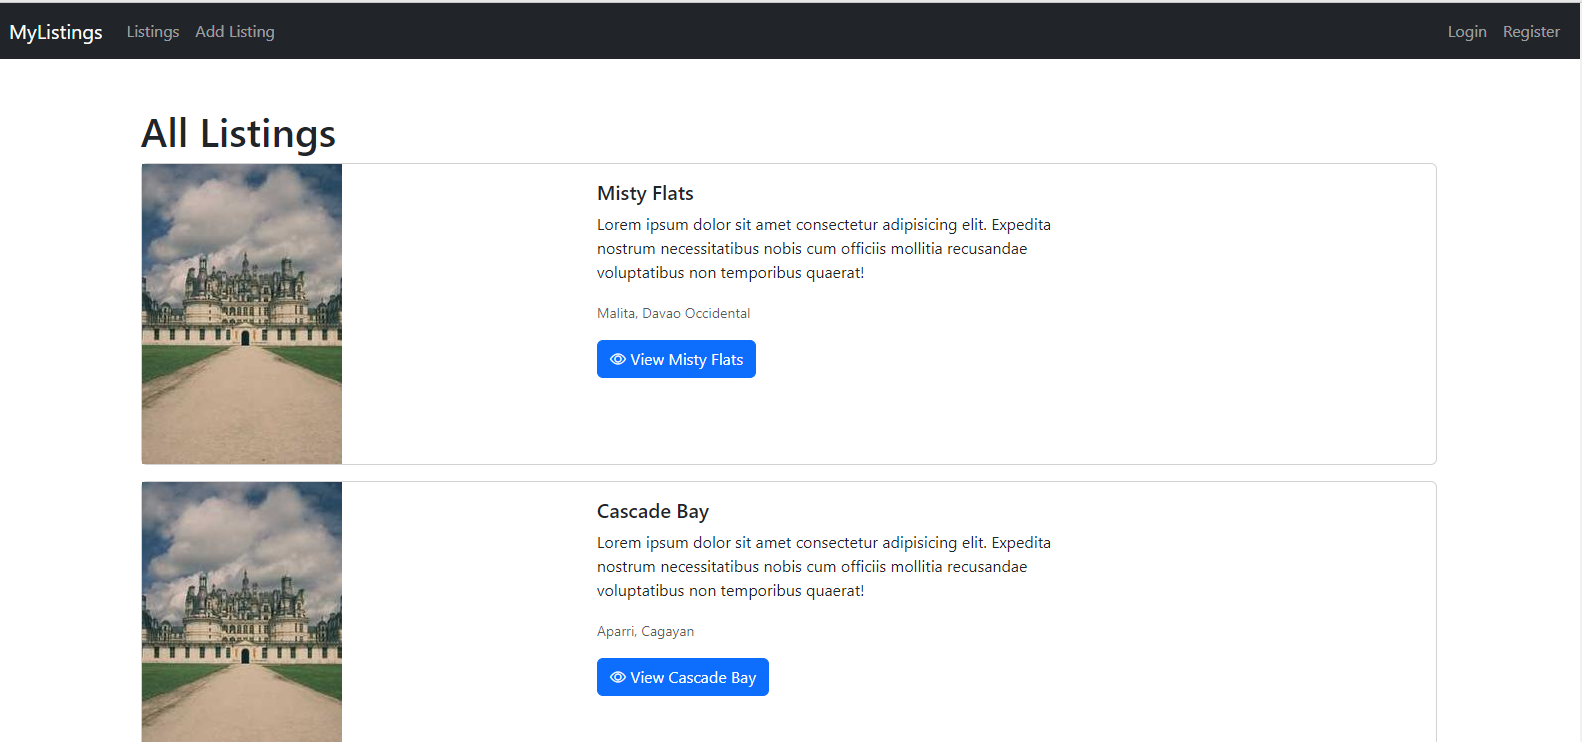 MyListings Listings Add Listing Login Register
All Listings
Misty Flats
Lorem ipsum dolor sit amet consectetur adipisicing elit. Expedita
nostrum necessitatibus nobis cum officiis mollitia recusandae
voluptatibus non temporibus quaerat!
Malita, Davao Occidental
View Misty Flats
Cascade Bay
Lorem ipsum dolor sit amet consectetur adipisicing elit. Expedita
nostrum necessitatibus nobis cum officiis mollitia recusandae
voluptatibus non temporibus quaerat!
Aparri, Cagayan
View Cascade Bay